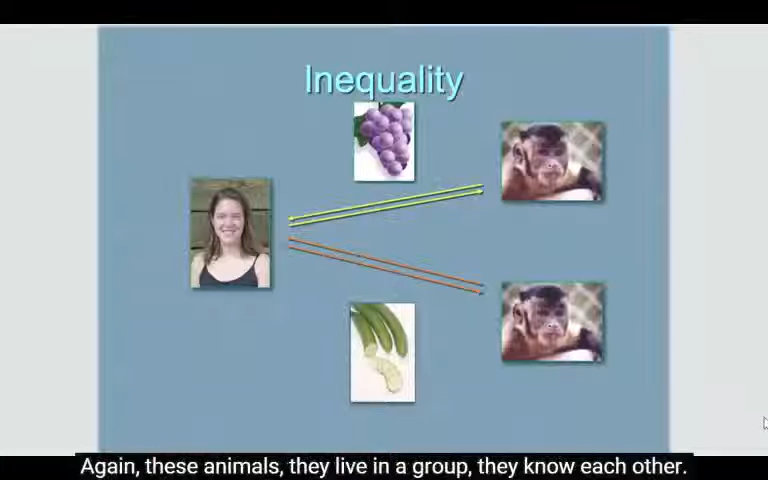 Inequality
Again, these animals, they live in a group, they know each other.